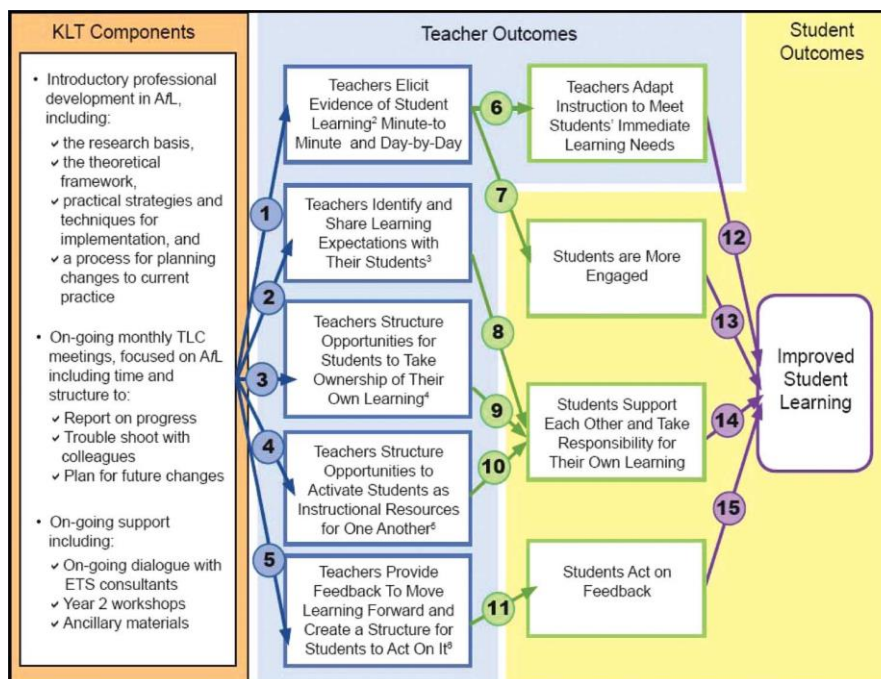 KLT Components
• Introductory professional development in AfL, including:
✓ the research basis,
✓ the theoretical framework,
✓ practical strategies and techniques for implementation, and
✓ a process for planning changes to current practice
• On-going monthly TLC meetings, focused on AfL including time and structure to:
✓ Report on progress
✓ Trouble shoot with colleagues
✓ Plan for future changes
• On-going support including:
✓ On-going dialogue with ETS consultants
✓ Year 2 workshops
✓ Ancillary materials
Teacher Outcomes
1
2
3
4
5
Teachers Elicit
Evidence of Student
Learning² Minute-to
Minute and Day-by-Day
Teachers Identify and
Share Learning
Expectations with
Their Students³
Teachers Structure
Opportunities for
Students to Take
Ownership of Their
Own Learning⁴
Teachers Structure
Opportunities to
Activate Students as
Instructional Resources
for One Another⁶
Teachers Provide
Feedback To Move
Learning Forward and
Create a Structure for
Students to Act On It⁸
6
7
8
9
10
11
Teachers Adapt
Instruction to Meet
Students' Immediate
Learning Needs
Students are More
Engaged
Students Support
Each Other and Take
Responsibility for
Their Own Learning
Students Act on
Feedback
Student
Outcomes
12
13
14
15
Improved
Student
Learning